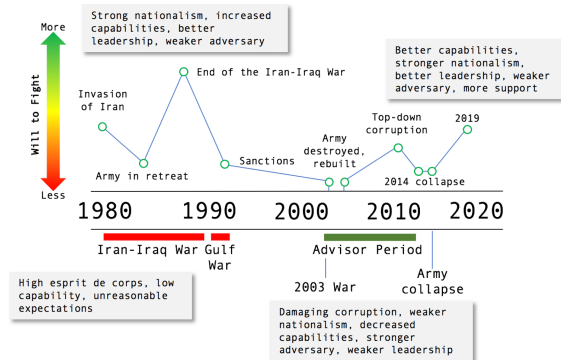 More
Will to Fight
Less
Strong nationalism, increased
capabilities, better
leadership, weaker adversary
Better capabilities,
stronger nationalism,
better leadership, weaker
adversary, more support
Invasion
of Iran
Army in retreat
End of the Iran-Iraq War
Sanctions
Army
destroyed,
rebuilt
Top-down
corruption
2014 collapse
2019
1980
1990
2000
2010
2020
Iran-Iraq War
Gulf
War
Advisor Period
2003 War
Army
collapse
High esprit de corps, low
capability, unreasonable
expectations
Damaging corruption, weaker
nationalism, decreased
capabilities, stronger
adversary, weaker leadership